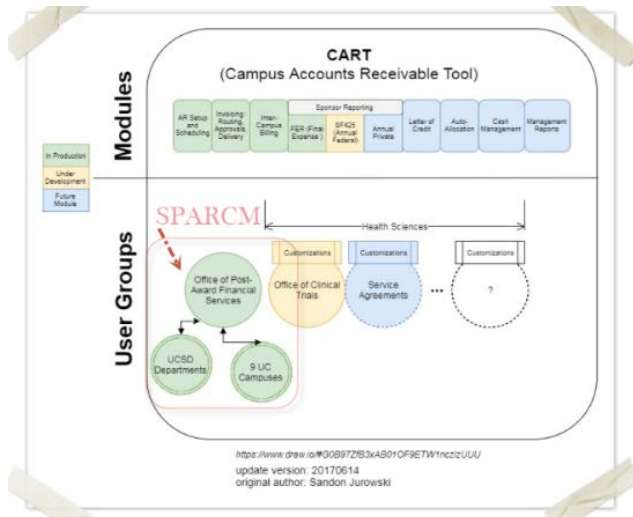 CART
(Campus Accounts Receivable Tool)
Modules
AR Setup
and
Scheduling
Invoicing:
Routing,
Approvals,
Delivery
Inter-
Campus
Billing
Sponsor Reporting
FER (Final
Expense )
SF425
(Annual
Federal)
Annual
Private
Letter of
Credit
Auto-
Allocation
Cash
Management
Management
Reports
In Production
Under
Development
Future
Module
User Groups
SPARCM
Health Sciences
Office of Post-
Award Financial
Services
UCSD
Departments
9 UC
Campuses
Customizations
Office of Clinical
Trials
Customizations
Service
Agreements
...
Customizations
?
update version: 20170614
original author: Sandon Jurowski